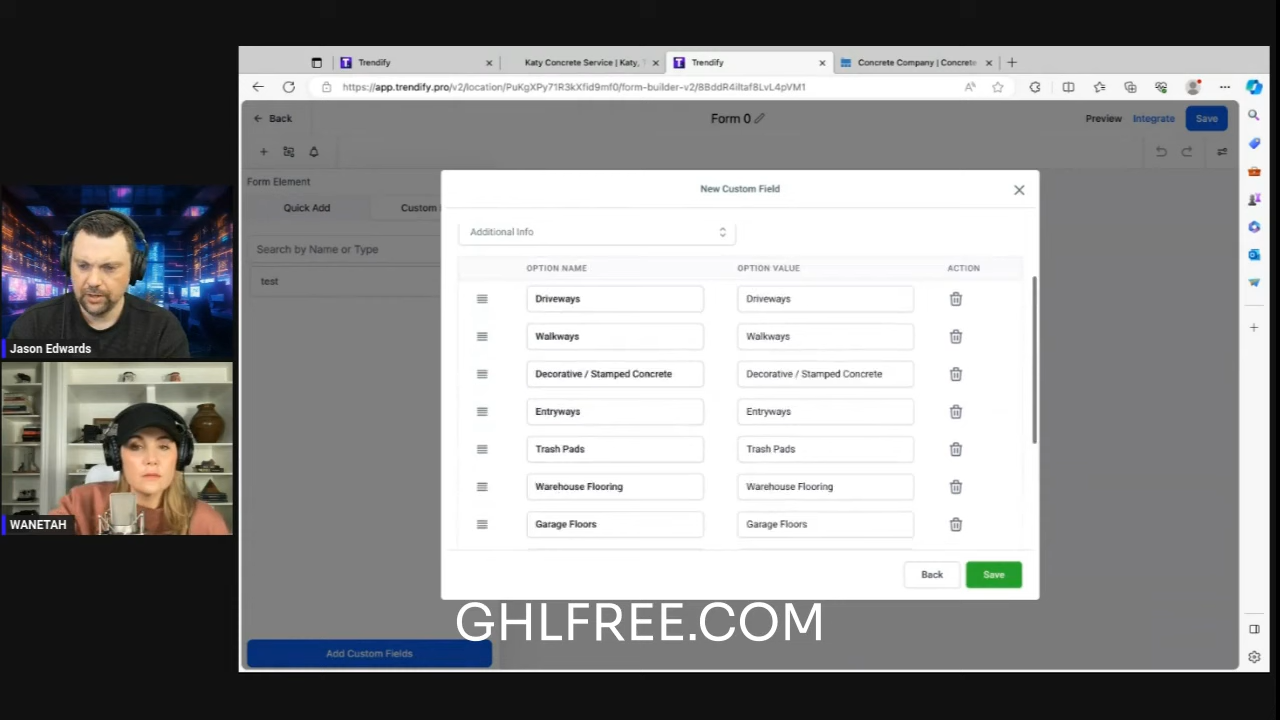 Trendify
Katy Concrete Service | Katy,
Trendify
Concrete Company | Concrete
https://app.trendify.pro/v2/location/PuKgXPy71R3kXfid9mf0/form-builder-v2/8BddR4iltaf8LvL4pVM1
Back
Form 0
Preview
Integrate
Save
Form Element
Quick Add
Custom
Search by Name or Type
test
New Custom Field
Additional Info
OPTION NAME
OPTION VALUE
ACTION
Driveways
Driveways
Walkways
Walkways
Decorative / Stamped Concrete
Decorative / Stamped Concrete
Entryways
Entryways
Trash Pads
Trash Pads
Warehouse Flooring
Warehouse Flooring
Garage Floors
Garage Floors
Back
Save
Add Custom Fields
Jason Edwards
WANETAH
GHLFREE.COM